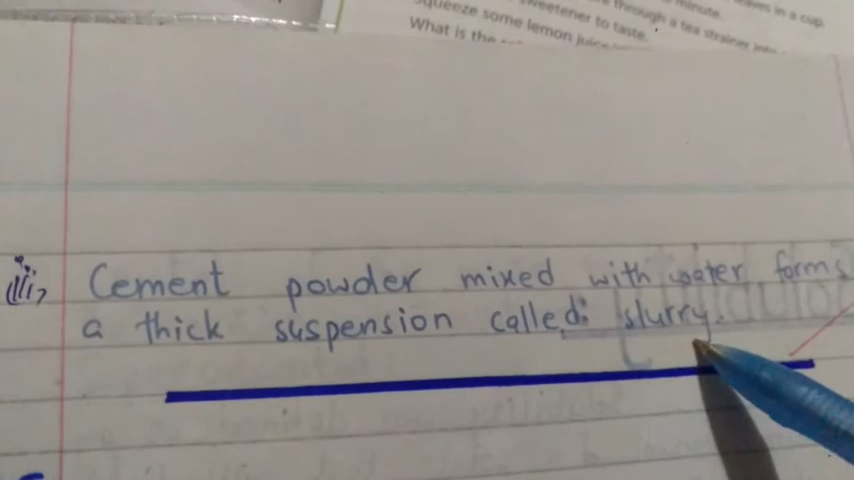 leaves in a cup.
minute.
through a tea strainer into
sweetener to taste.
squeeze some lemon juice
What is the
iii, Cement powder mixed with water forms
a thick suspension called: slurry.